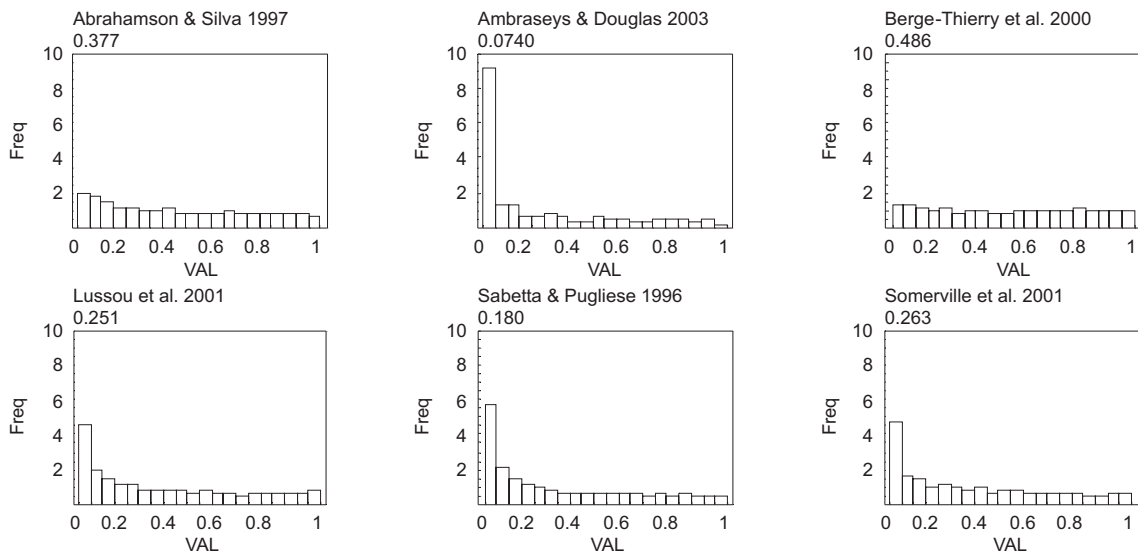 Abrahamson & Silva 1997
0.377
10
8
6
4
2
Freq
0 0.2 0.4 0.6 0.8 1
VAL
Ambraseys & Douglas 2003
0.0740
10
8
6
4
2
Freq
0 0.2 0.4 0.6 0.8 1
VAL
Berge-Thierry et al. 2000
0.486
10
8
6
4
2
Freq
0 0.2 0.4 0.6 0.8 1
VAL
Lussou et al. 2001
0.251
10
8
6
4
2
Freq
0 0.2 0.4 0.6 0.8 1
VAL
Sabetta & Pugliese 1996
0.180
10
8
6
4
2
Freq
0 0.2 0.4 0.6 0.8 1
VAL
Somerville et al. 2001
0.263
10
8
6
4
2
Freq
0 0.2 0.4 0.6 0.8 1
VAL